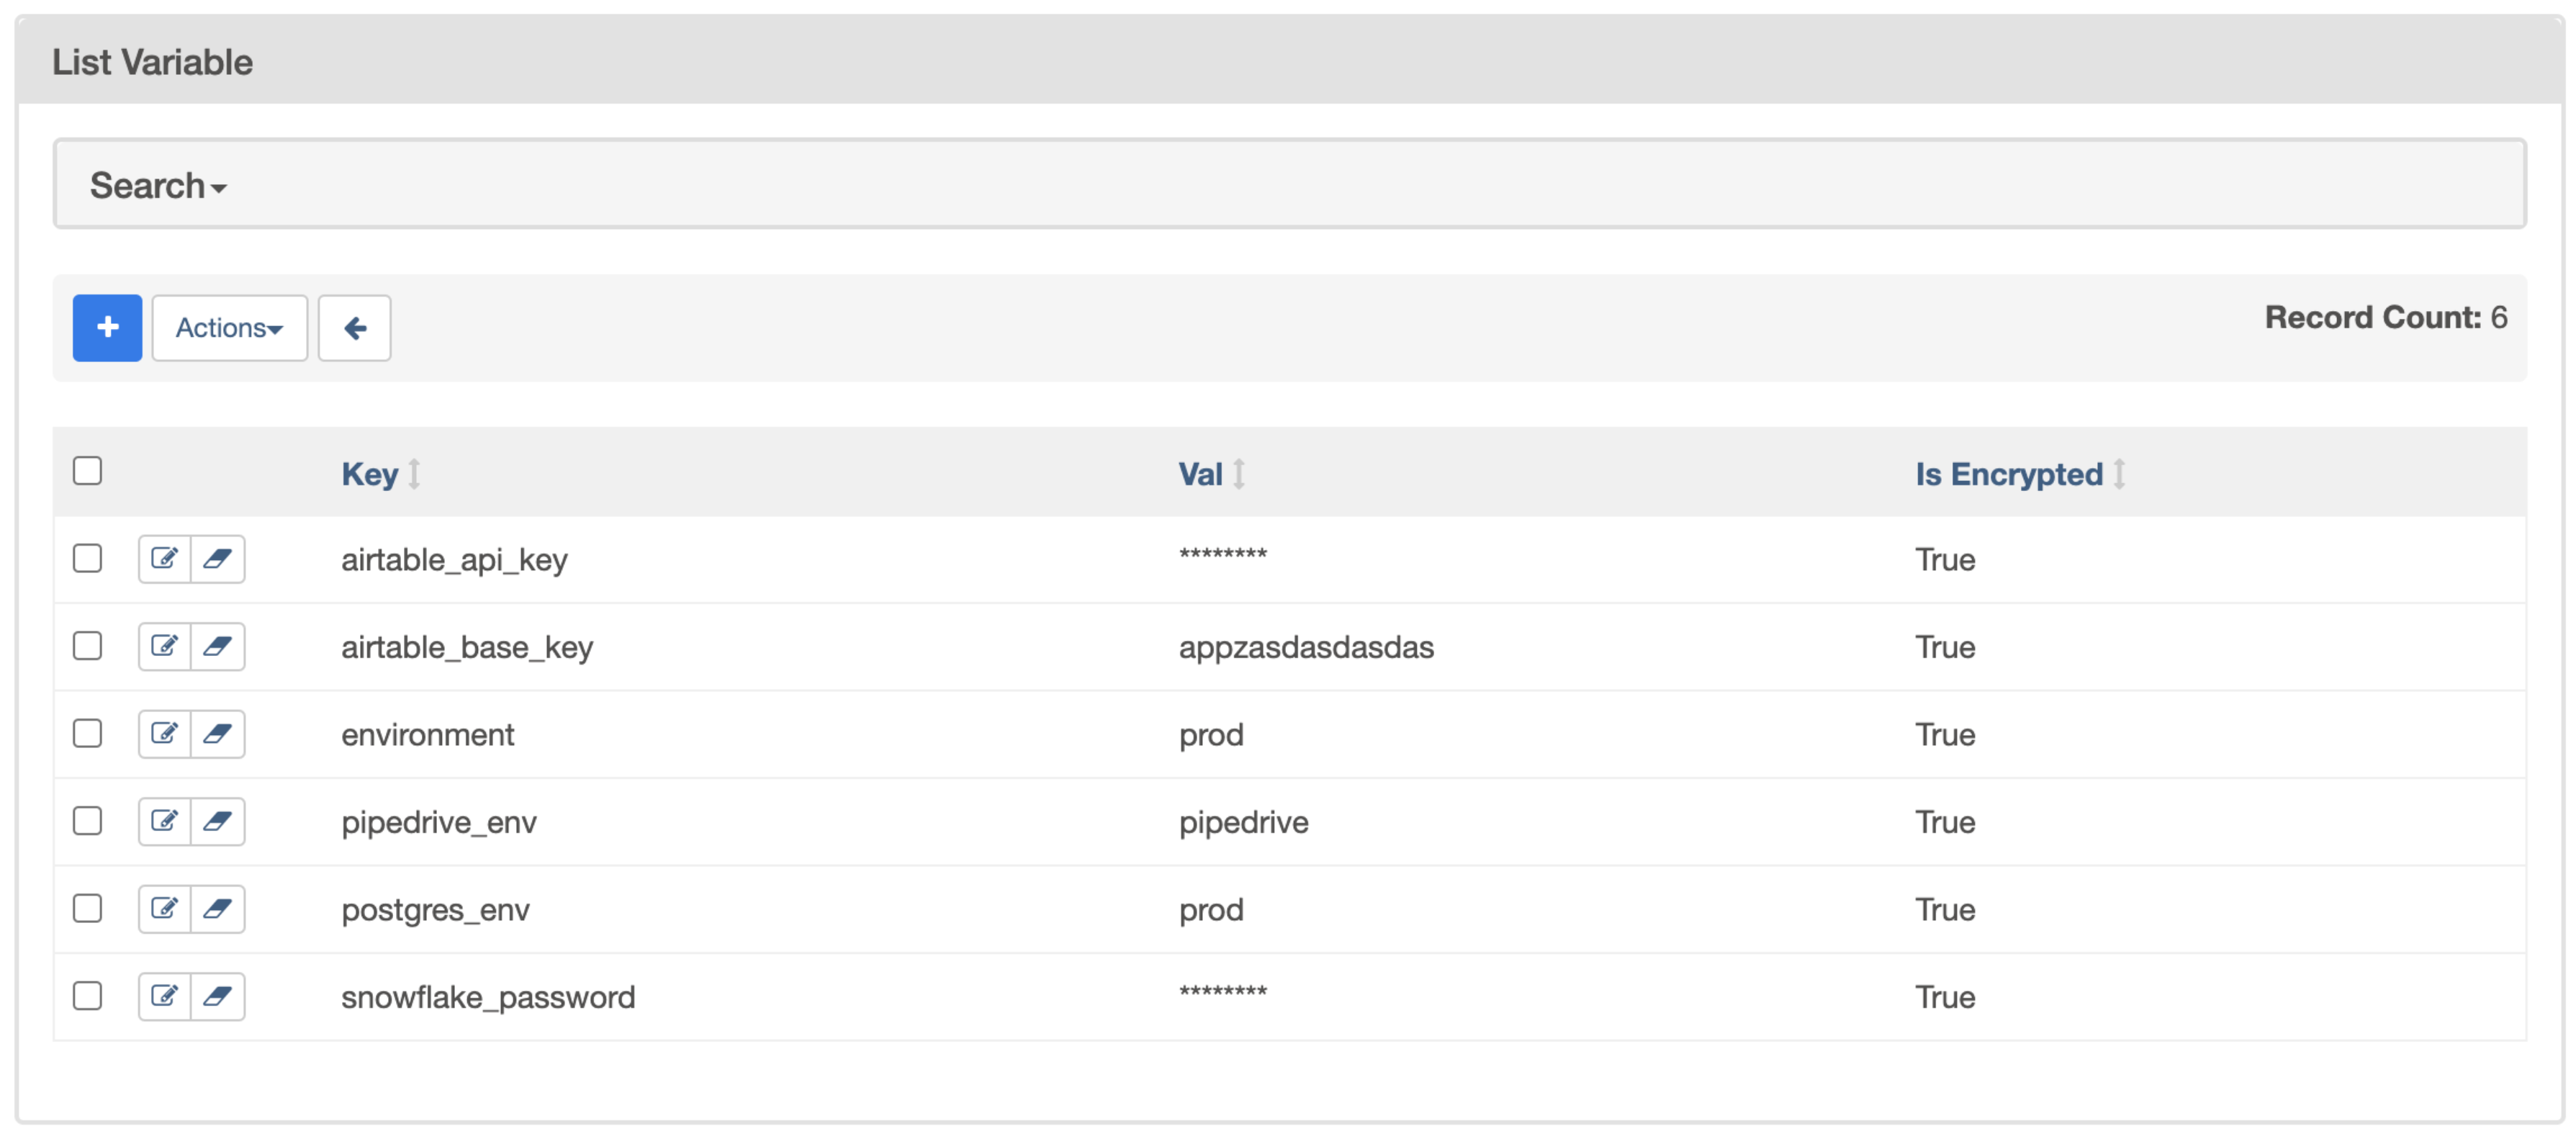 List Variable
Search
+ Actions Record Count: 6
Key Val Is Encrypted
airtable_api_key ******** True
airtable_base_key appzasdasdasdas True
environment prod True
pipedrive_env pipedrive True
postgres_env prod True
snowflake_password ******** True